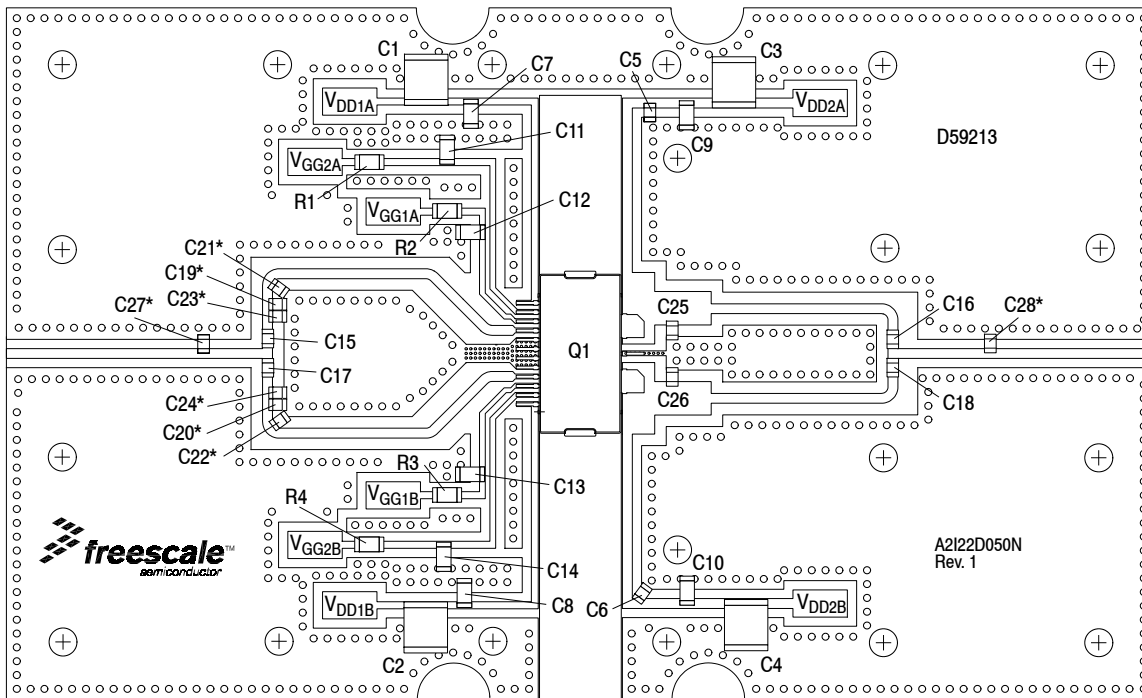 C1
C3
C7
C5
VDD1A
VDD2A
C11
C9
D59213
VGG2A
R1
C12
VGG1A
R2
C21*
C19*
C23*
C27*
C25
C16
C28*
C15
Q1
C17
C24*
C26
C18
C20*
C22*
R3
C13
R4
VGG1B
freescale™
semiconductor
VGG2B
A2I22D050N
Rev. 1
C14
C10
C8
C6
VDD1B
VDD2B
C2
C4